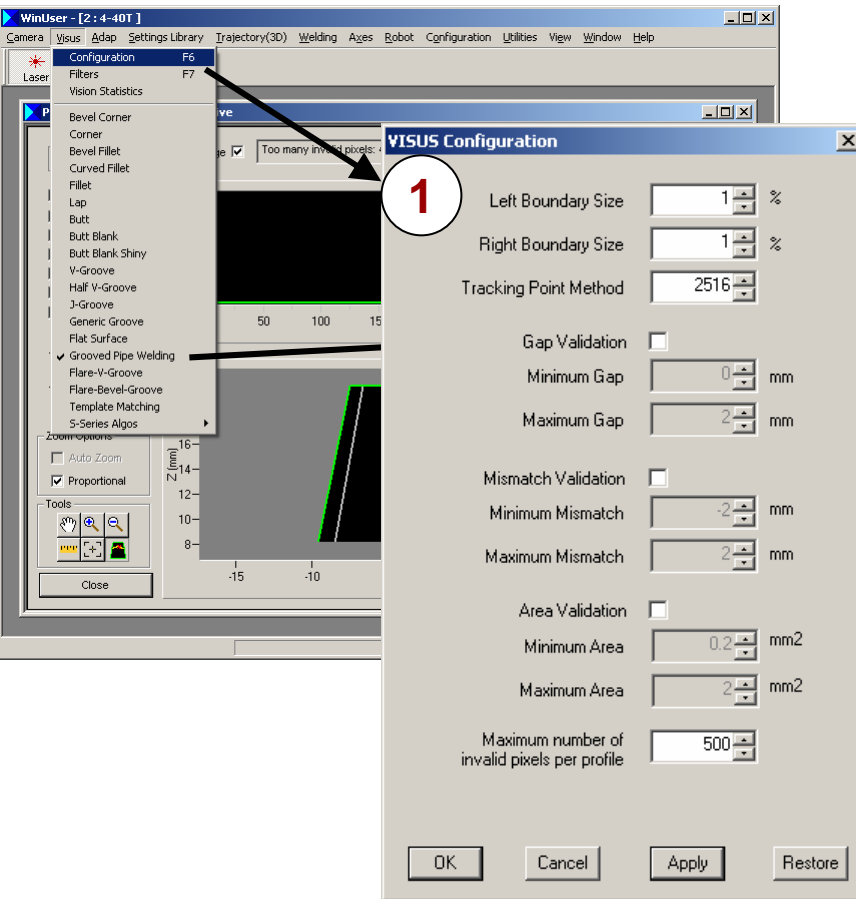 WinUser - [2 : 4-40T ]
Camera Visus Adap Settings Library Trajectory(3D) Welding Axes Robot Configuration Utilities View Window Help
Laser
Configuration F6
Filters F7
Vision Statistics
Bevel Corner
Corner
Bevel Fillet
Curved Fillet
Fillet
Lap
Butt
Butt Blank
Butt Blank Shiny
V-Groove
Half V-Groove
J-Groove
Generic Groove
Flat Surface
Grooved Pipe Welding
Flare-V-Groove
Flare-Bevel-Groove
Template Matching
S-Series Algos
Too many invalid pixels:
50 100 15
Zoom Options
Auto Zoom
Proportional
Tools
Close
Z [mm]
16
14
12
10
8
-15 -10
VISUS Configuration
1
Left Boundary Size 1 %
Right Boundary Size 1 %
Tracking Point Method 2516
Gap Validation
Minimum Gap 0 mm
Maximum Gap 2 mm
Mismatch Validation
Minimum Mismatch -2 mm
Maximum Mismatch 2 mm
Area Validation
Minimum Area 0.2 mm2
Maximum Area 2 mm2
Maximum number of
invalid pixels per profile 500
OK Cancel Apply Restore